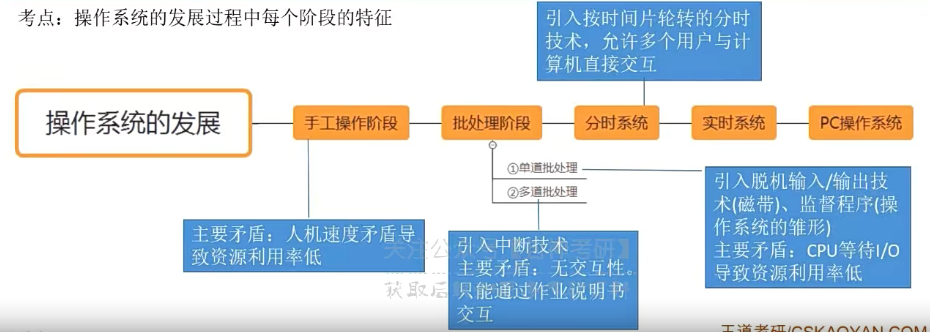 考点：操作系统的发展过程中每个阶段的特征
引入按时间片轮转的分时
技术，允许多个用户与计
算机直接交互
操作系统的发展
手工操作阶段
批处理阶段
分时系统
实时系统
PC操作系统
①单道批处理
②多道批处理
引入脱机输入/输出技
术(磁带)、监督程序(操
作系统的雏形)
主要矛盾：CPU等待I/O
导致资源利用率低
主要矛盾：人机速度矛盾导
致资源利用率低
引入中断技术
主要矛盾：无交互性。
只能通过作业说明书
交互
关注公
考研】
获取后
王道考研/CSKAOYAN.COM